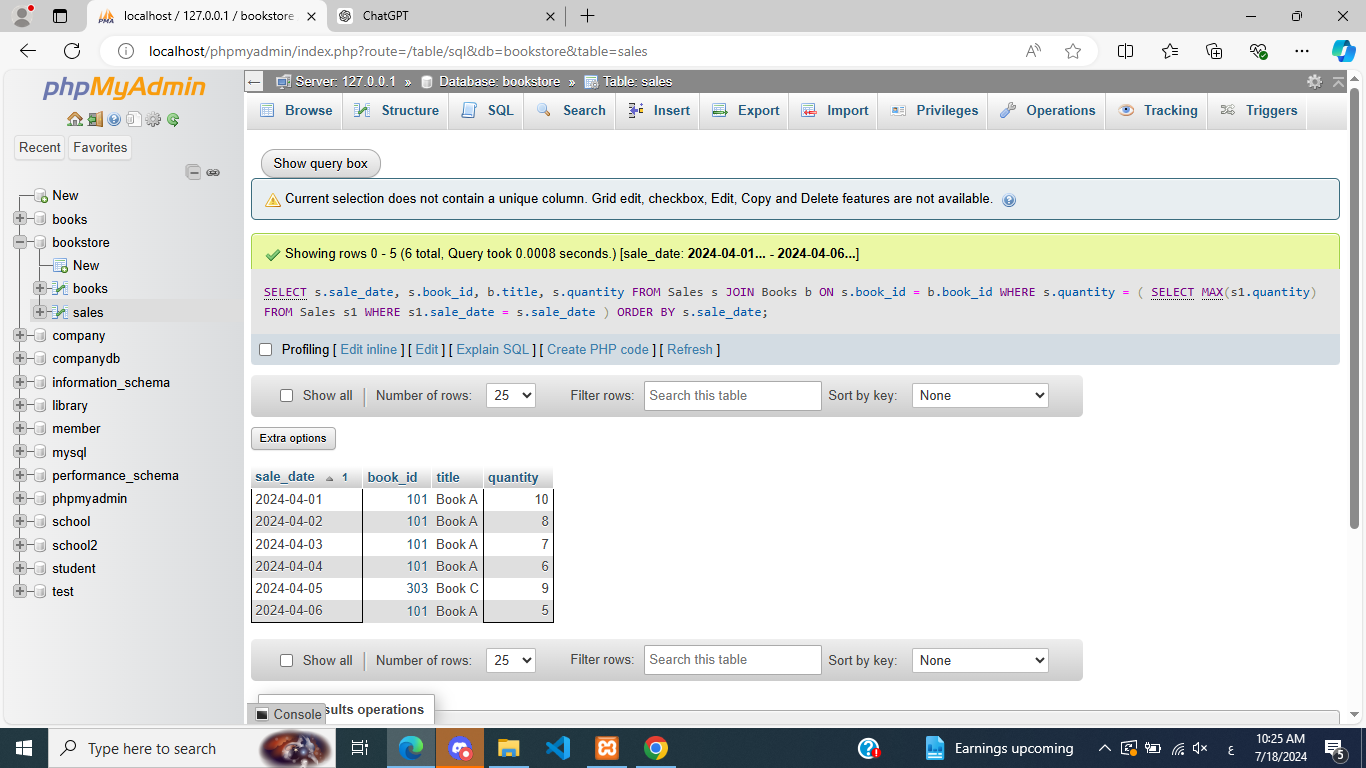 localhost / 127.0.0.1 / bookstore
ChatGPT
localhost/phpmyadmin/index.php?route=/table/sql&db=bookstore&table=sales
phpMyAdmin
Recent
Favorites
New
books
bookstore
New
books
sales
company
companydb
information_schema
library
member
mysql
performance_schema
phpmyadmin
school
school2
student
test
Server: 127.0.0.1 » Database: bookstore » Table: sales
Browse Structure SQL Search Insert Export Import Privileges Operations Tracking Triggers
Show query box
Current selection does not contain a unique column. Grid edit, checkbox, Edit, Copy and Delete features are not available.
Showing rows 0 - 5 (6 total, Query took 0.0008 seconds.) [sale_date: 2024-04-01... - 2024-04-06...]
SELECT s.sale_date, s.book_id, b.title, s.quantity FROM Sales s JOIN Books b ON s.book_id = b.book_id WHERE s.quantity = ( SELECT MAX(s1.quantity)
FROM Sales s1 WHERE s1.sale_date = s.sale_date ) ORDER BY s.sale_date;
Profiling [ Edit inline ] [ Edit ] [ Explain SQL ] [ Create PHP code ] [ Refresh ]
Show all Number of rows: 25 Filter rows: Search this table Sort by key: None
Extra options
sale_date 1 book_id title quantity
2024-04-01 101 Book A 10
2024-04-02 101 Book A 8
2024-04-03 101 Book A 7
2024-04-04 101 Book A 6
2024-04-05 303 Book C 9
2024-04-06 101 Book A 5
Show all Number of rows: 25 Filter rows: Search this table Sort by key: None
Console
sults operations
Type here to search
Earnings upcoming
ع
10:25 AM
7/18/2024
5